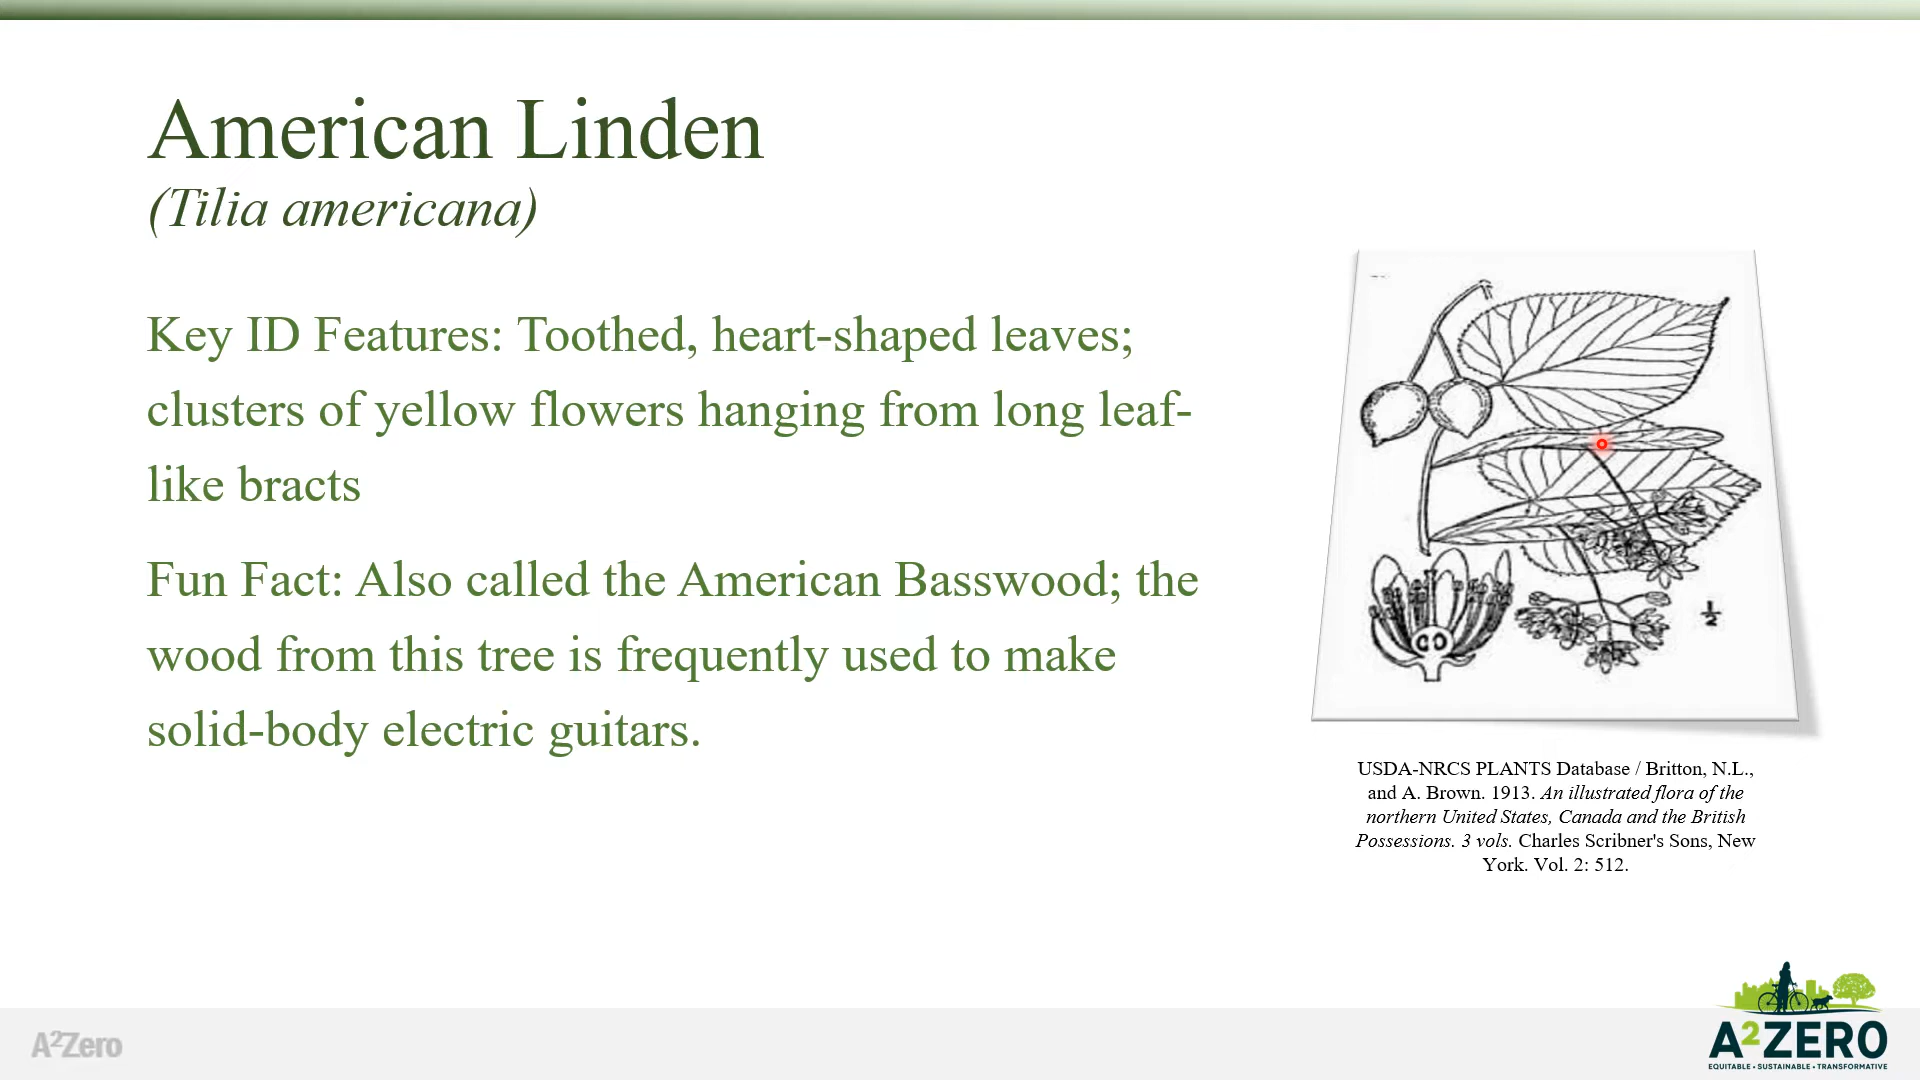 American Linden
(Tilia americana)
Key ID Features: Toothed, heart-shaped leaves;
clusters of yellow flowers hanging from long leaf-
like bracts
Fun Fact: Also called the American Basswood; the
wood from this tree is frequently used to make
solid-body electric guitars.
1/2
USDA-NRCS PLANTS Database / Britton, N.L.,
and A. Brown. 1913. An illustrated flora of the
northern United States, Canada and the British
Possessions. 3 vols. Charles Scribner's Sons, New
York. Vol. 2: 512.
A²Zero
A²ZERO
EQUITABLE • SUSTAINABLE • TRANSFORMATIVE